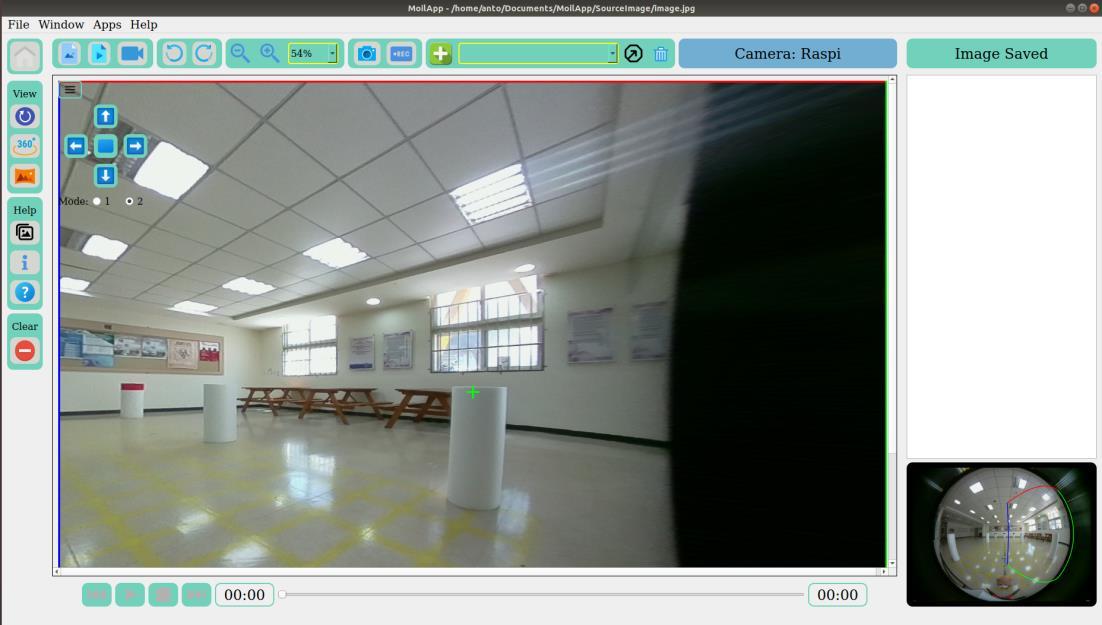 MoilApp - /home/anto/Documents/MoilApp/SourceImage/Image.jpg
File Window Apps Help
54%
REC
Camera: Raspi
Image Saved
View
360°
Mode: 1 2
Help
i
?
Clear
00:00
00:00